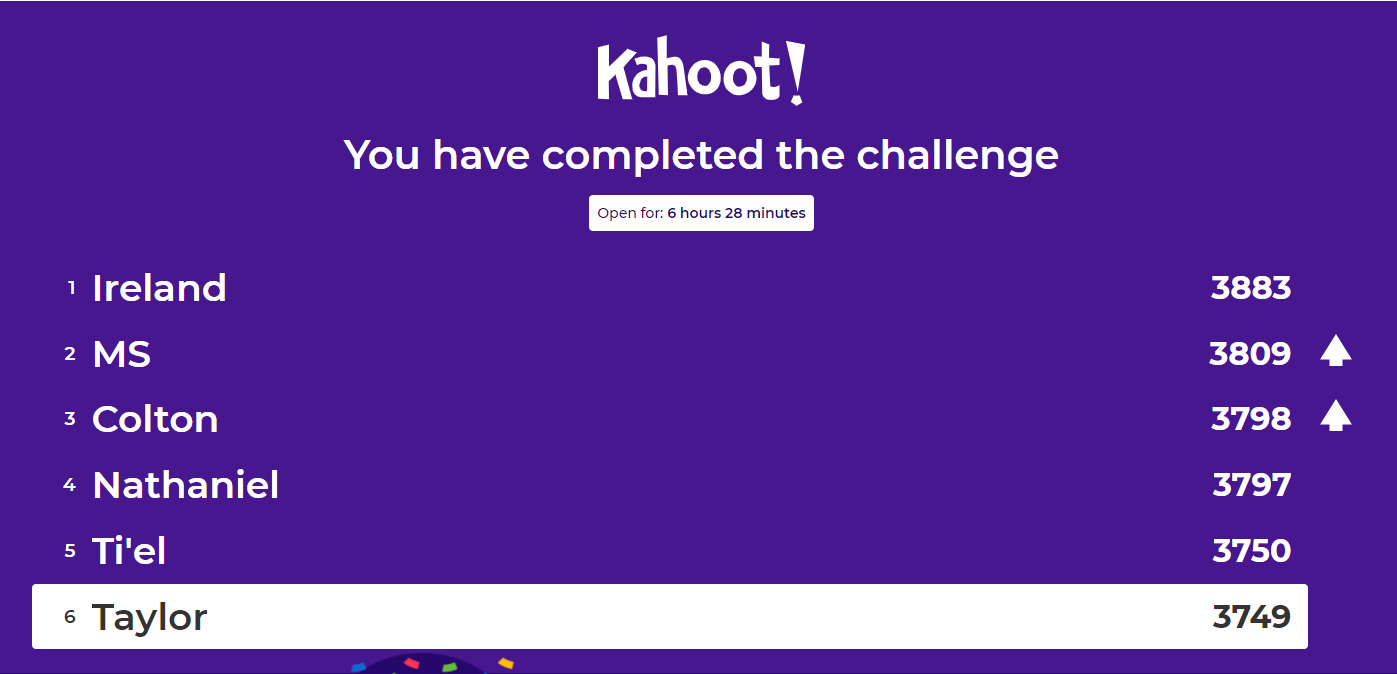 Kahoot!
You have completed the challenge
Open for: 6 hours 28 minutes
1 Ireland 3883
2 MS 3809
3 Colton 3798
4 Nathaniel 3797
5 Ti'el 3750
6 Taylor 3749